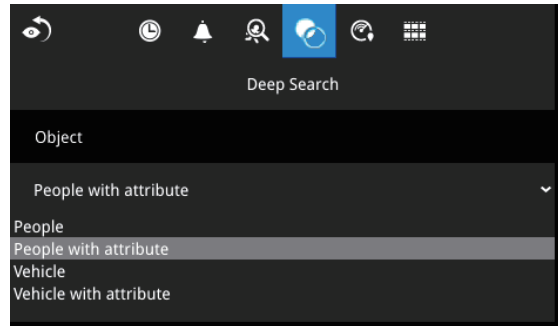 Deep Search
Object
People with attribute
People
People with attribute
Vehicle
Vehicle with attribute